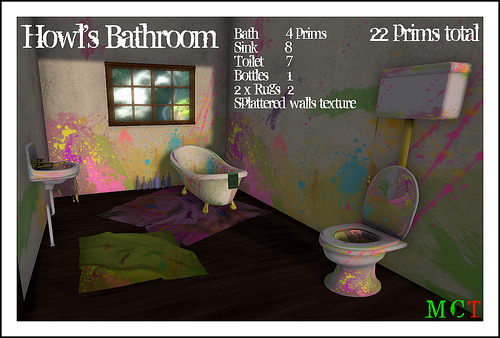 Howl's Bathroom
Bath 4 Prims
Sink 8
Toilet 7
Bottles 1
2 x Rugs 2
SPlattered walls texture
22 Prims total
MCT